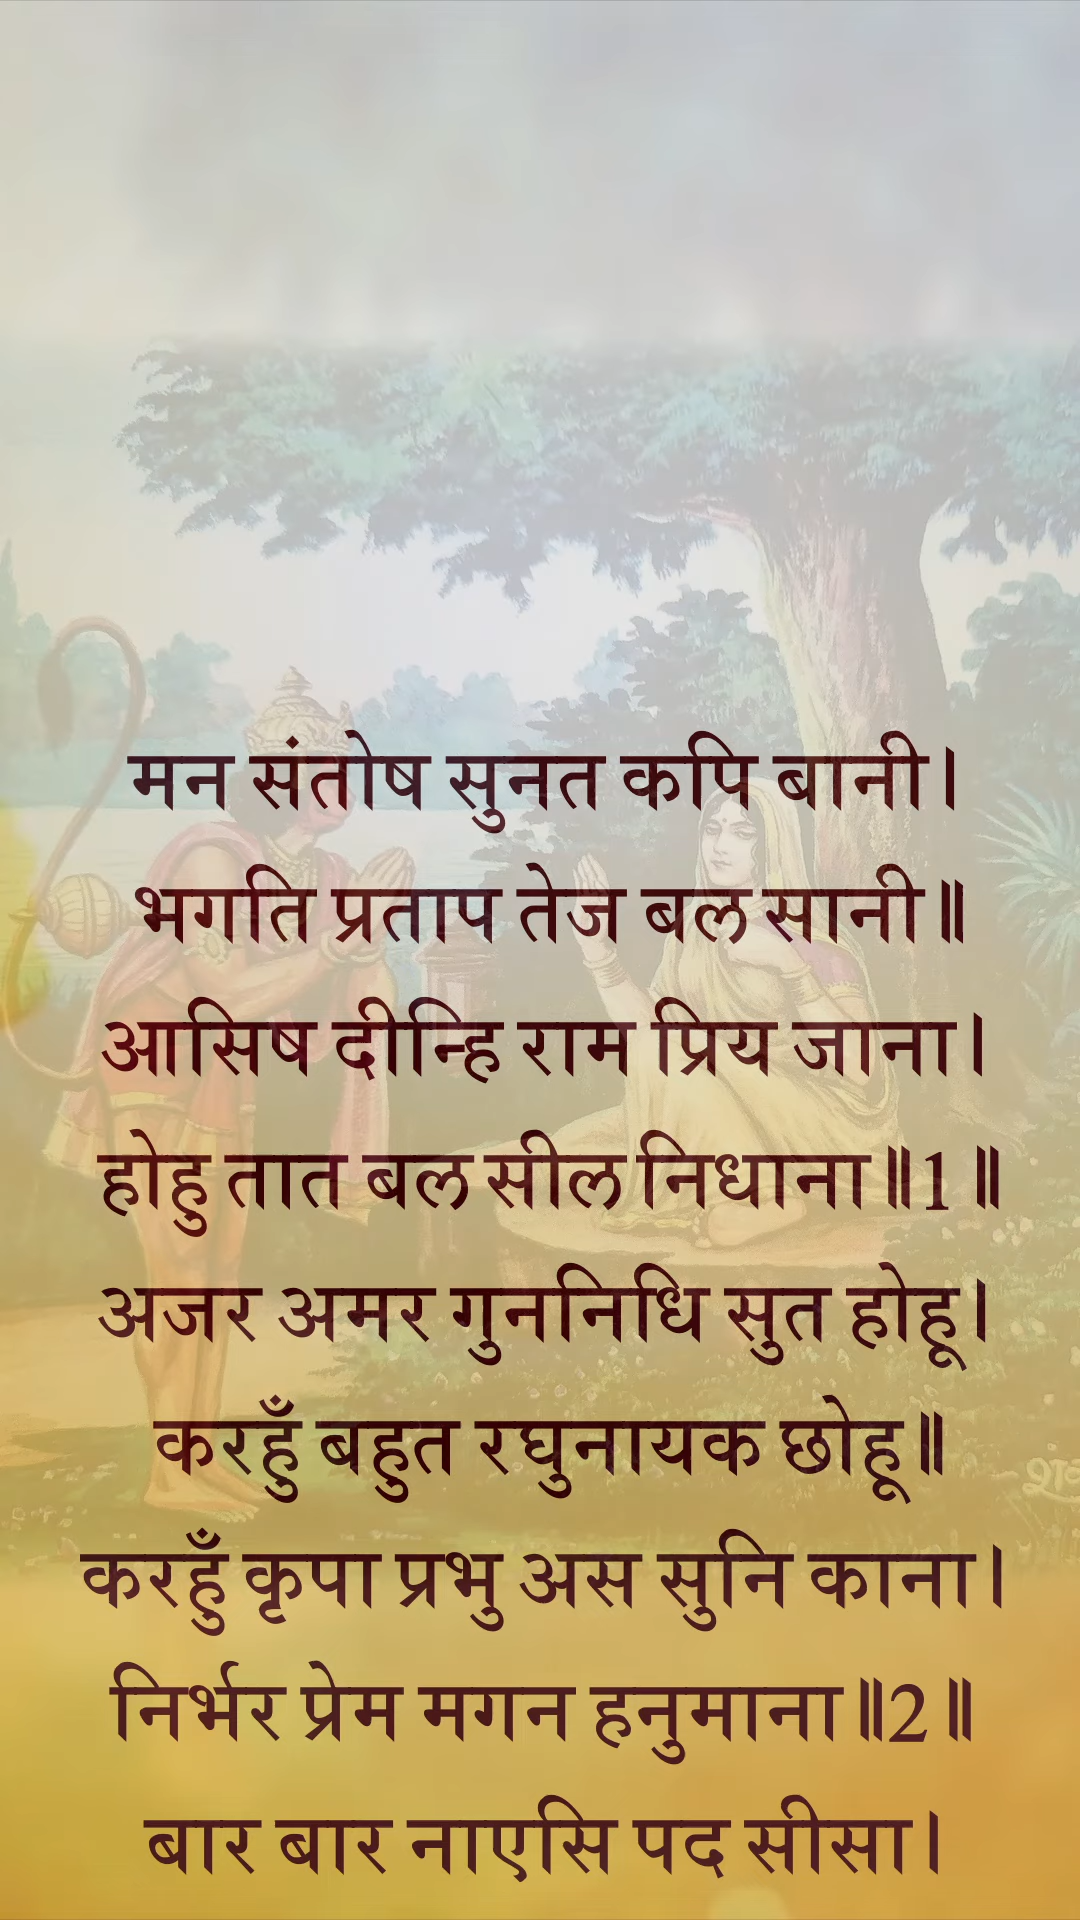 मन संतोष सुनत कपि बानी।
भगति प्रताप तेज बल सानी॥
आसिष दीन्हि राम प्रिय जाना।
होहु तात बल सील निधाना॥1॥
अजर अमर गुननिधि सुत होहू।
करहुँ बहुत रघुनायक छोहू॥
करहुँ कृपा प्रभु अस सुनि काना।
निर्भर प्रेम मगन हनुमाना॥2॥
बार बार नाएसि पद सीसा।